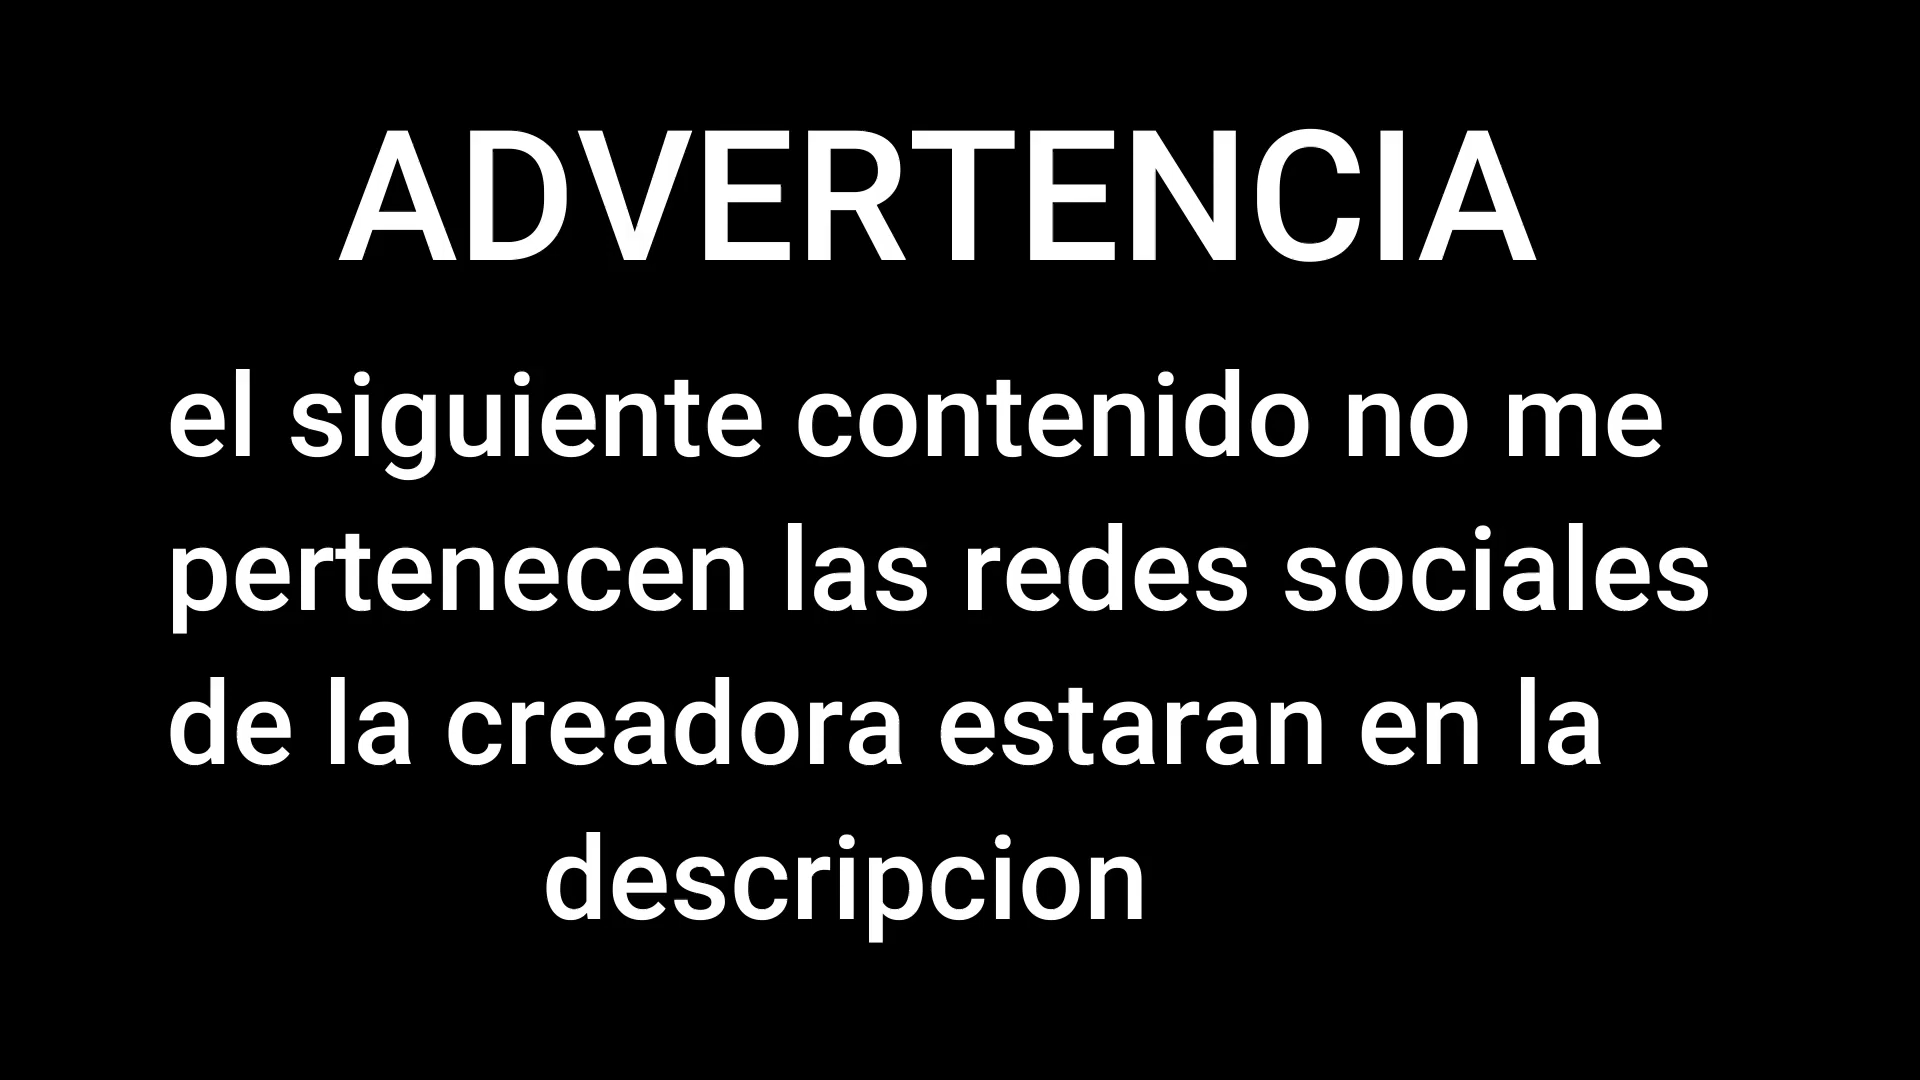 ADVERTENCIA
el siguiente contenido no me
pertenecen las redes sociales
de la creadora estaran en la
descripcion